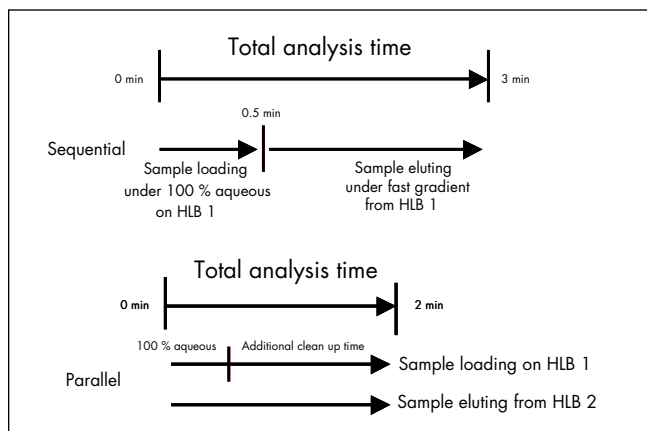 Total analysis time
0 min
3 min
0.5 min
Sequential
Sample loading
under 100 % aqueous
on HLB 1
Sample eluting
under fast gradient
from HLB 1
Total analysis time
0 min
2 min
100 % aqueous
Additional clean up time
Sample loading on HLB 1
Parallel
Sample eluting from HLB 2